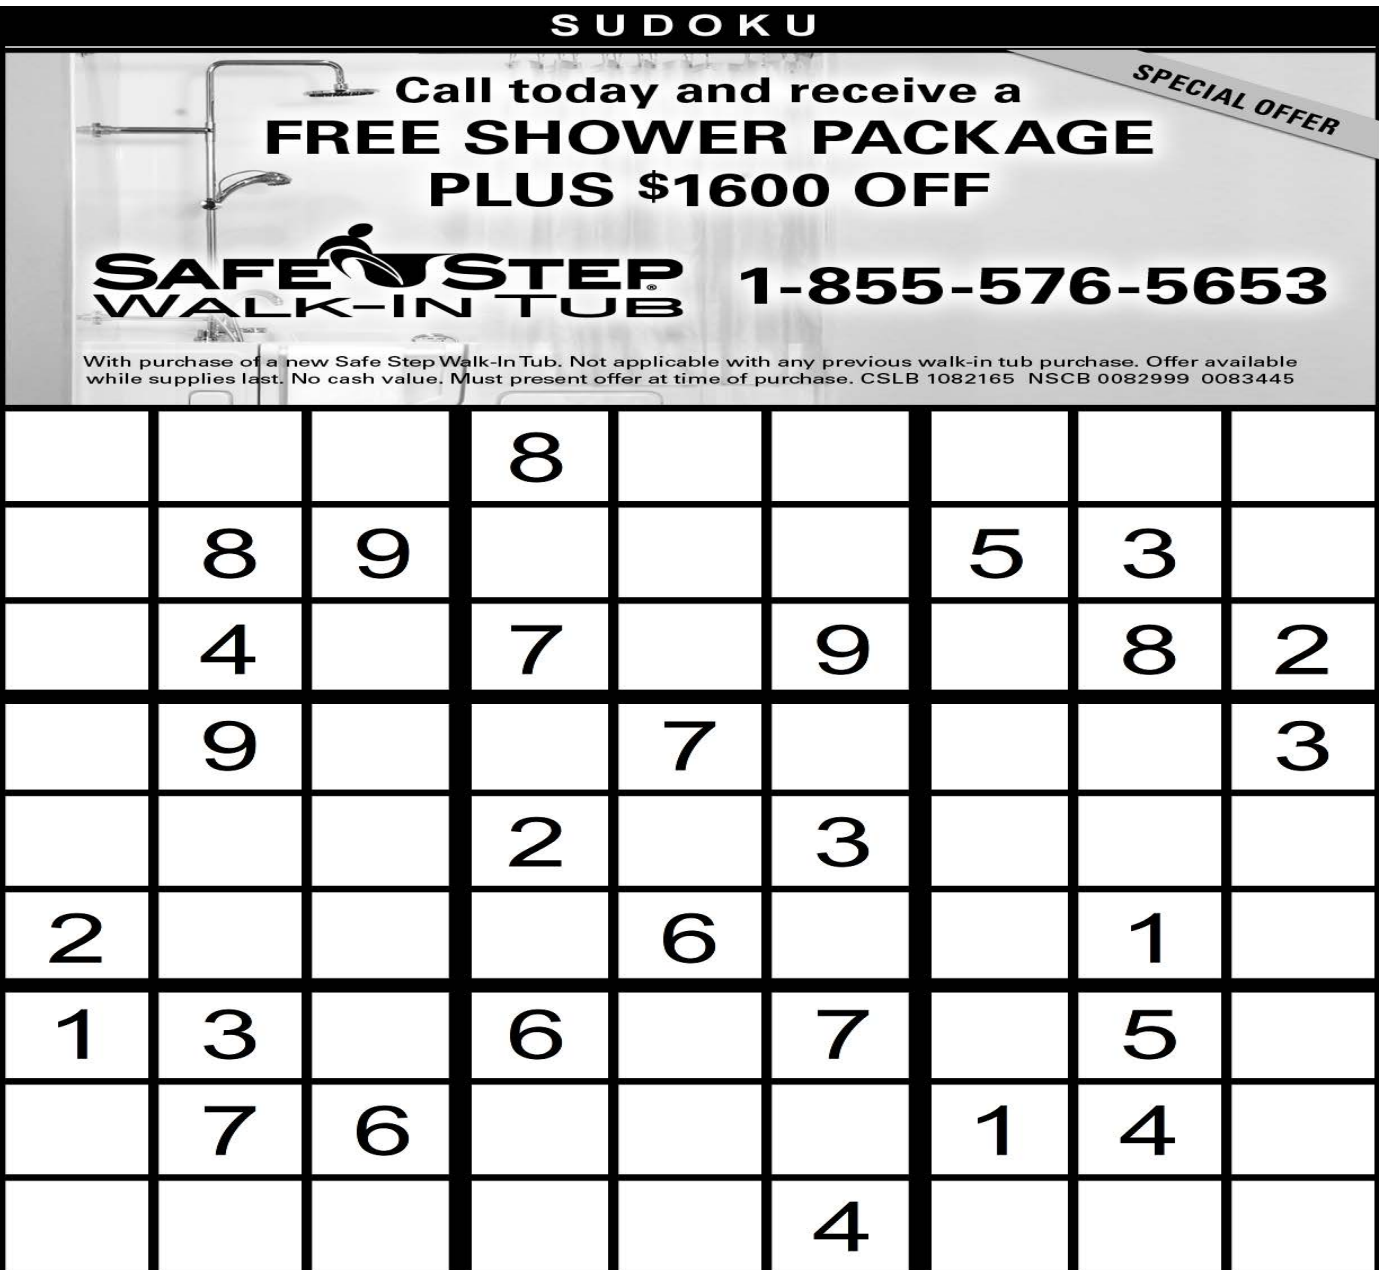 SUDOKU
SPECIAL OFFER
Call today and receive a
FREE SHOWER PACKAGE
PLUS $1600 OFF
SAFE STEP®
WALK-IN TUB
1-855-576-5653
With purchase of a new Safe Step Walk-In Tub. Not applicable with any previous walk-in tub purchase. Offer available
while supplies last. No cash value. Must present offer at time of purchase. CSLB 1082165 NSCB 0082999 0083445
8
8 9 5 3
4 7 9 8 2
9 7 3
2 3
2 6 1
1 3 6 7 5
7 6 1 4
4